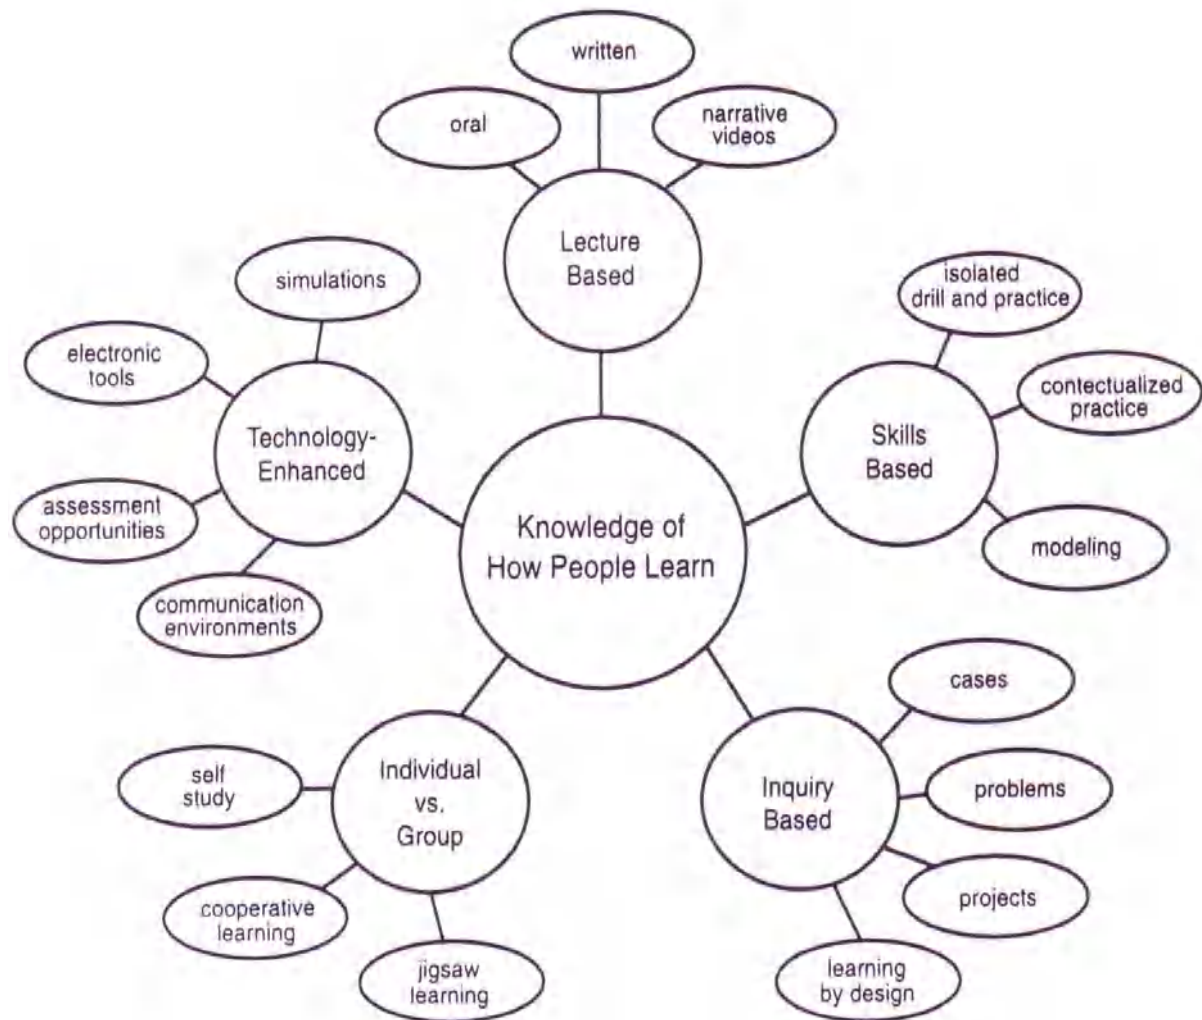 written
oral
narrative
videos
Lecture
Based
simulations
isolated
drill and practice
electronic
tools
contectualized
practice
Technology-
Enhanced
Skills
Based
assessment
opportunities
modeling
Knowledge of
How People Learn
communication
environments
cases
self
study
Individual
vs.
Group
Inquiry
Based
problems
projects
cooperative
learning
jigsaw
learning
learning
by design